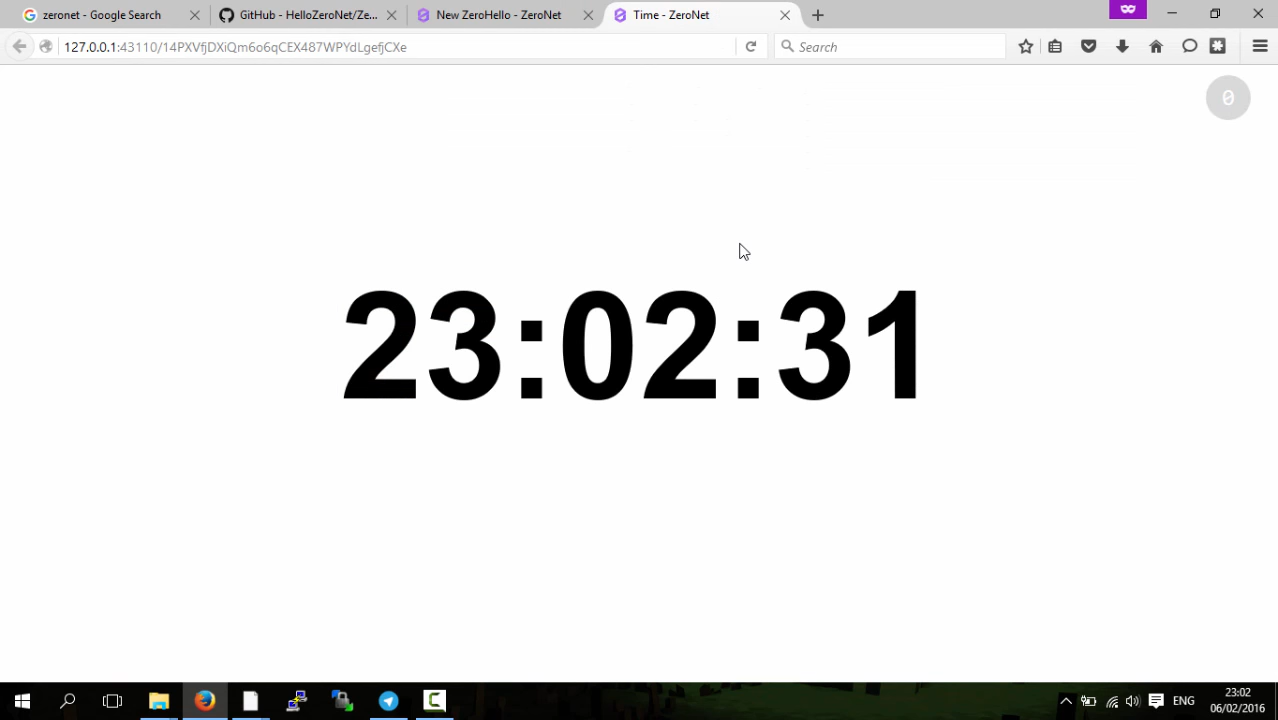 zeronet - Google Search
GitHub - HelloZeroNet/Ze...
New ZeroHello - ZeroNet
Time - ZeroNet
127.0.0.1:43110/14PXVfjDXiQm6o6qCEX487WPYdLgefjCXe
Search
0
23:02:31
ENG
23:02
06/02/2016